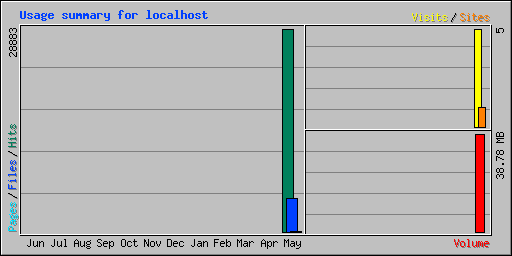 Usage summary for localhost
Visits/Sites
28883
5
Pages/Files/Hits
38.78 MB
Jun Jul Aug Sep Oct Nov Dec Jan Feb Mar Apr May
Volume